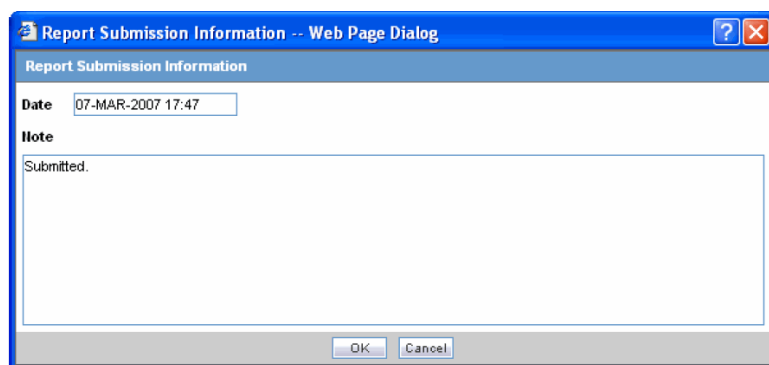 Report Submission Information -- Web Page Dialog
Report Submission Information
Date 07-MAR-2007 17:47
Note
Submitted.
OK Cancel